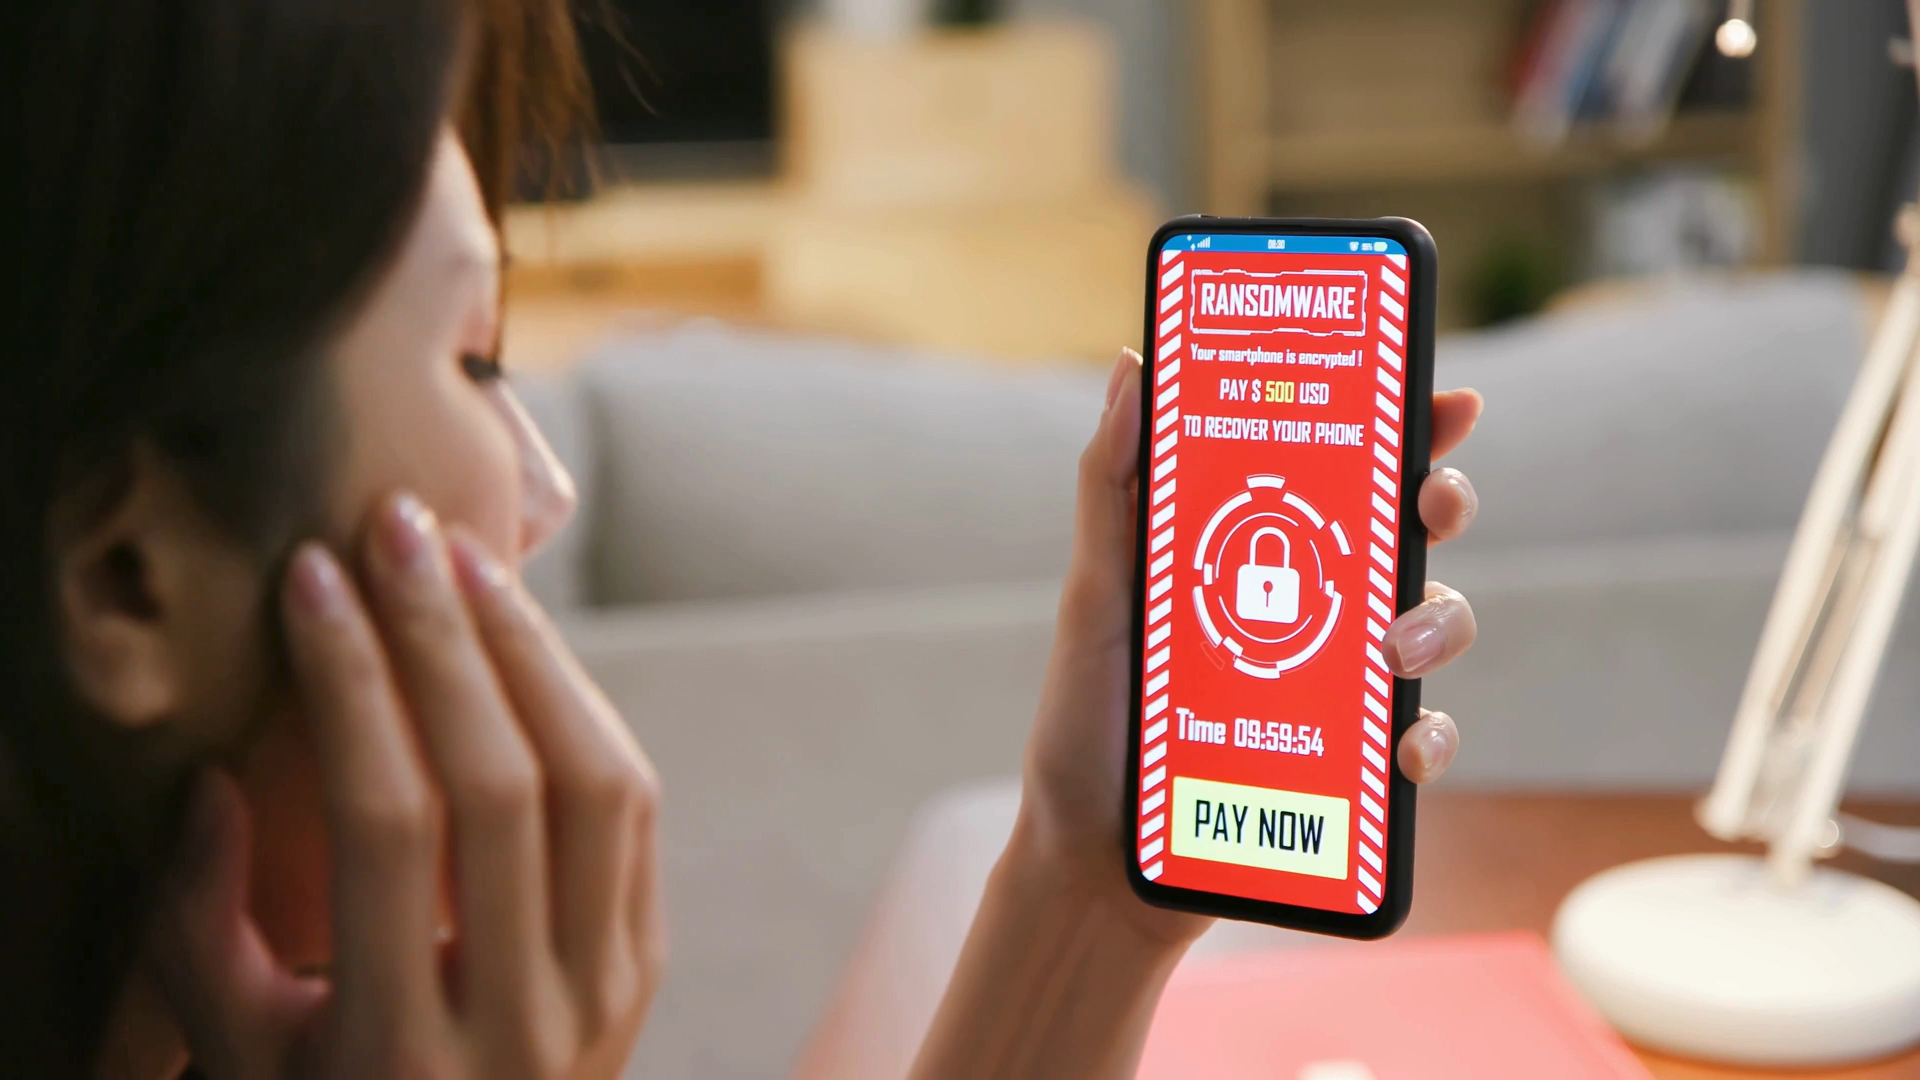 RANSOMWARE
Your smartphone is encrypted !
PAY $ 500 USD
TO RECOVER YOUR PHONE
Time 09:59:54
PAY NOW